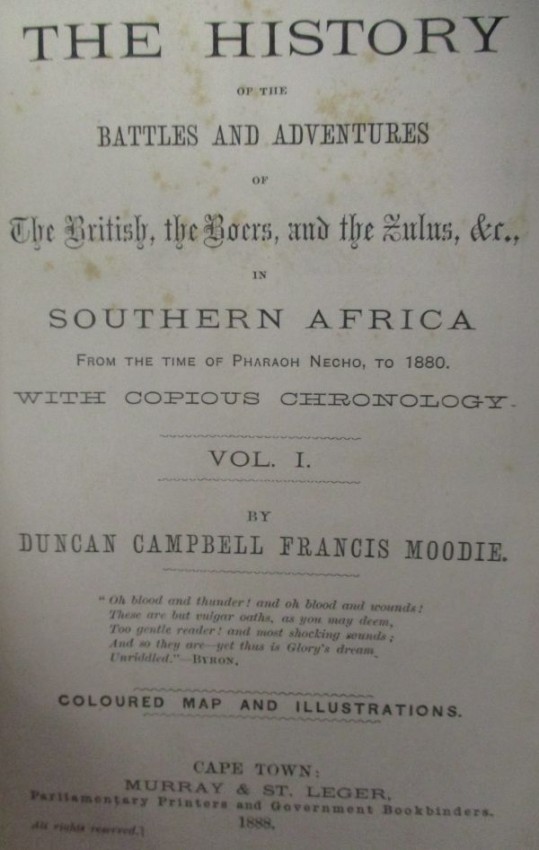 THE HISTORY
OF THE
BATTLES AND ADVENTURES
OF
The British, the Boers, and the Zulus, &c.,
IN
SOUTHERN AFRICA
FROM THE TIME OF PHARAOH NECHO, TO 1880.
WITH COPIOUS CHRONOLOGY.
VOL. I.
BY
DUNCAN CAMPBELL FRANCIS MOODIE.
"Oh blood and thunder! and oh blood and wounds!
These are but vulgar oaths, as you may deem,
Too gentle reader! and most shocking sounds;
And so they are—yet thus is Glory's dream
Unriddled."—BYRON.
COLOURED MAP AND ILLUSTRATIONS.
CAPE TOWN:
MURRAY & ST. LEGER,
Parliamentary Printers and Government Bookbinders.
1888.
All rights reserved.]